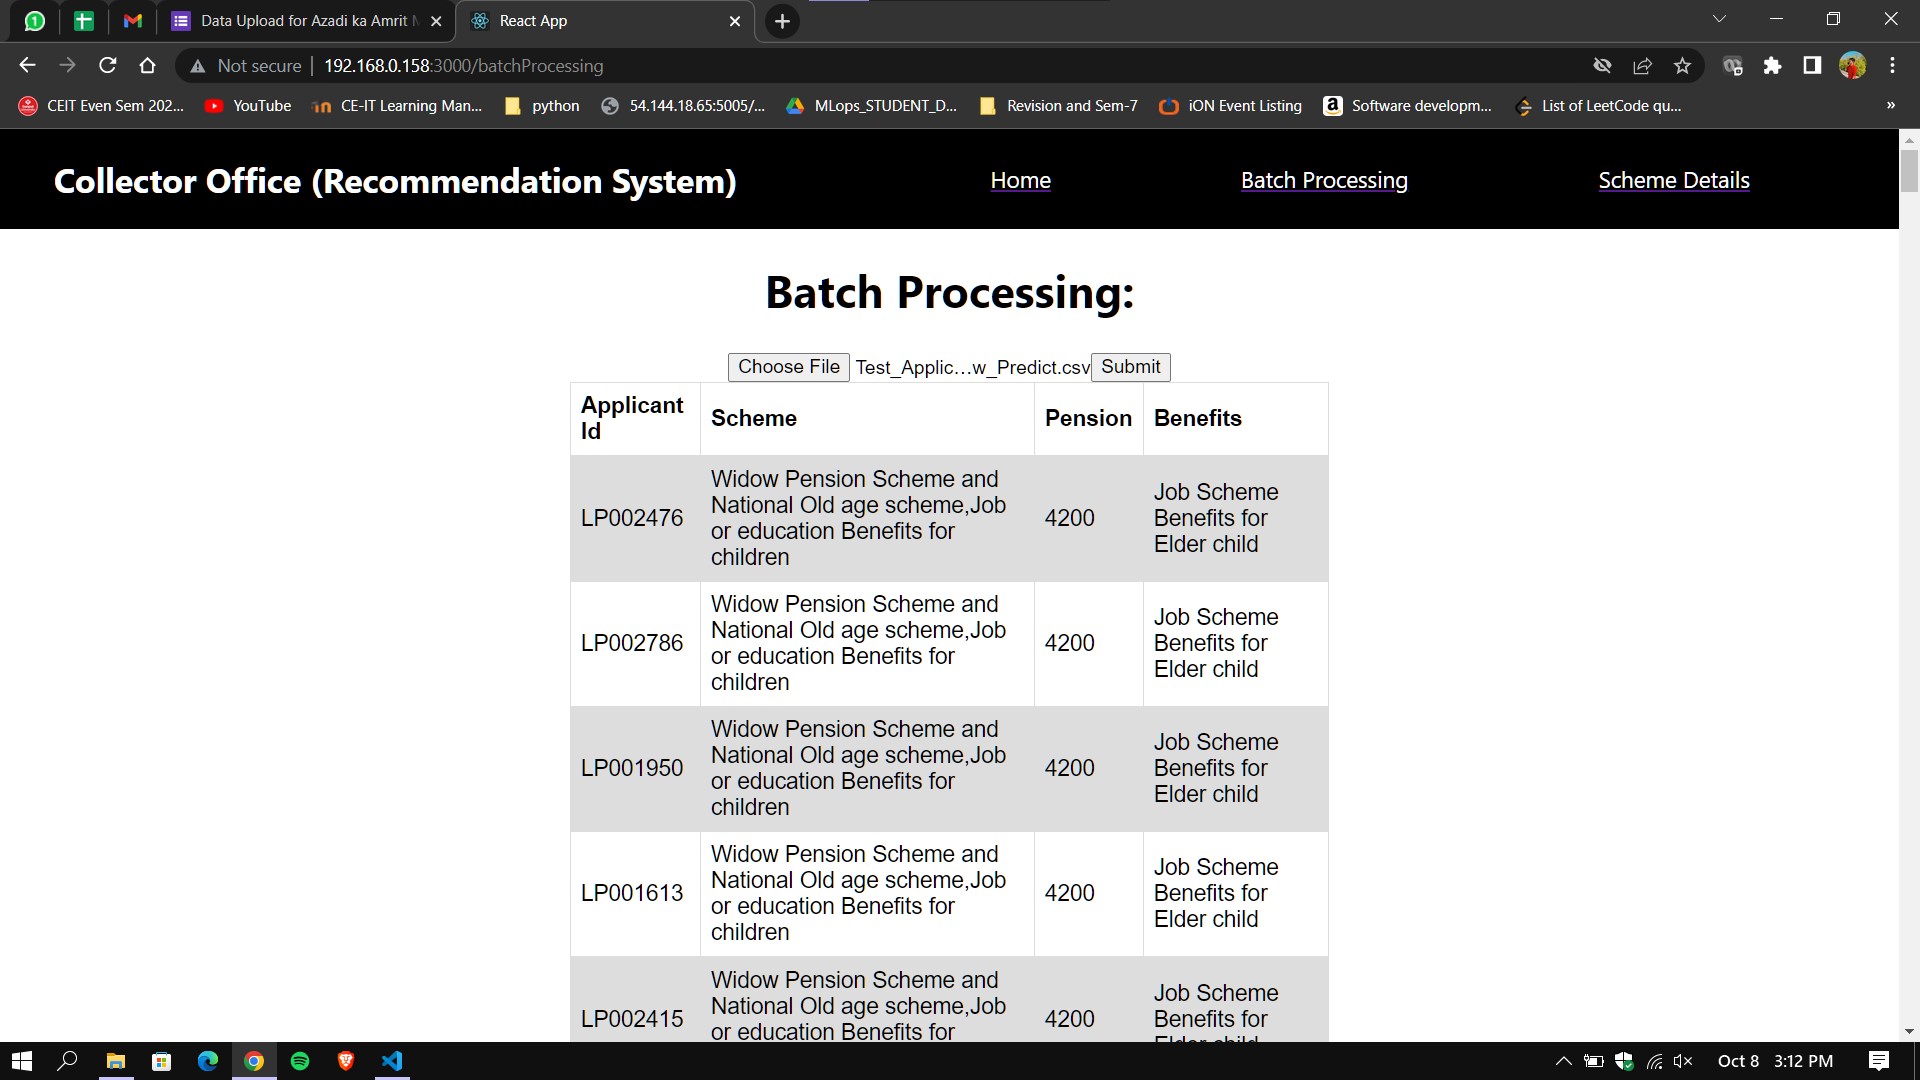 Data Upload for Azadi ka Amrit
React App
Not secure
192.168.0.158:3000/batchProcessing
CEIT Even Sem 202...
YouTube
CE-IT Learning Man...
python
54.144.18.65:5005/...
MLops_STUDENT_D...
Revision and Sem-7
iON Event Listing
Software developm...
List of LeetCode qu...
»
Collector Office (Recommendation System)
Home
Batch Processing
Scheme Details
Batch Processing:
Choose File Test_Applic...w_Predict.csv Submit
Applicant
Id
Scheme
Pension
Benefits
LP002476
Widow Pension Scheme and
National Old age scheme,Job
or education Benefits for
children
4200
Job Scheme
Benefits for
Elder child
LP002786
Widow Pension Scheme and
National Old age scheme,Job
or education Benefits for
children
4200
Job Scheme
Benefits for
Elder child
LP001950
Widow Pension Scheme and
National Old age scheme,Job
or education Benefits for
children
4200
Job Scheme
Benefits for
Elder child
LP001613
Widow Pension Scheme and
National Old age scheme,Job
or education Benefits for
children
4200
Job Scheme
Benefits for
Elder child
LP002415
Widow Pension Scheme and
National Old age scheme,Job
or education Benefits for
4200
Job Scheme
Benefits for
Elder child
Oct 8 3:12 PM